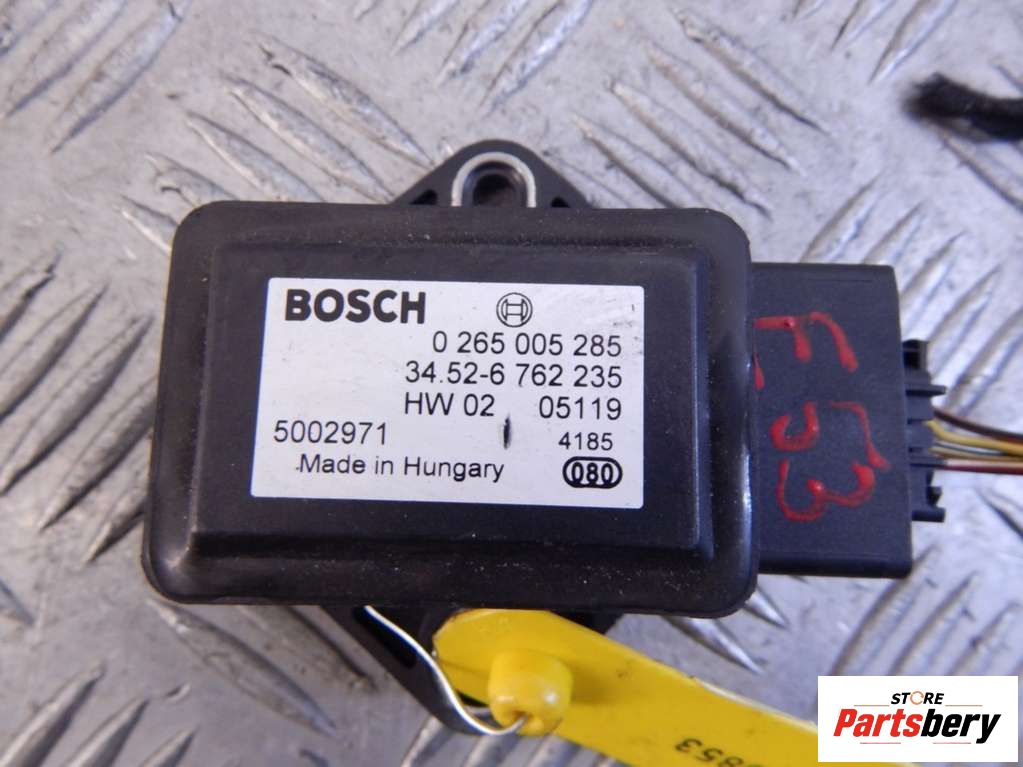 BOSCH
0 265 005 285
34.52-6 762 235
HW 02 05119
5002971 4185
Made in Hungary 080
E53
853
STORE
Partsbery